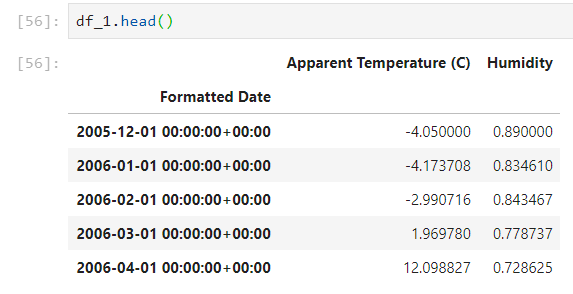 [56]: df_1.head()
[56]:
Apparent Temperature (C) Humidity
Formatted Date
2005-12-01 00:00:00+00:00 -4.050000 0.890000
2006-01-01 00:00:00+00:00 -4.173708 0.834610
2006-02-01 00:00:00+00:00 -2.990716 0.843467
2006-03-01 00:00:00+00:00 1.969780 0.778737
2006-04-01 00:00:00+00:00 12.098827 0.728625